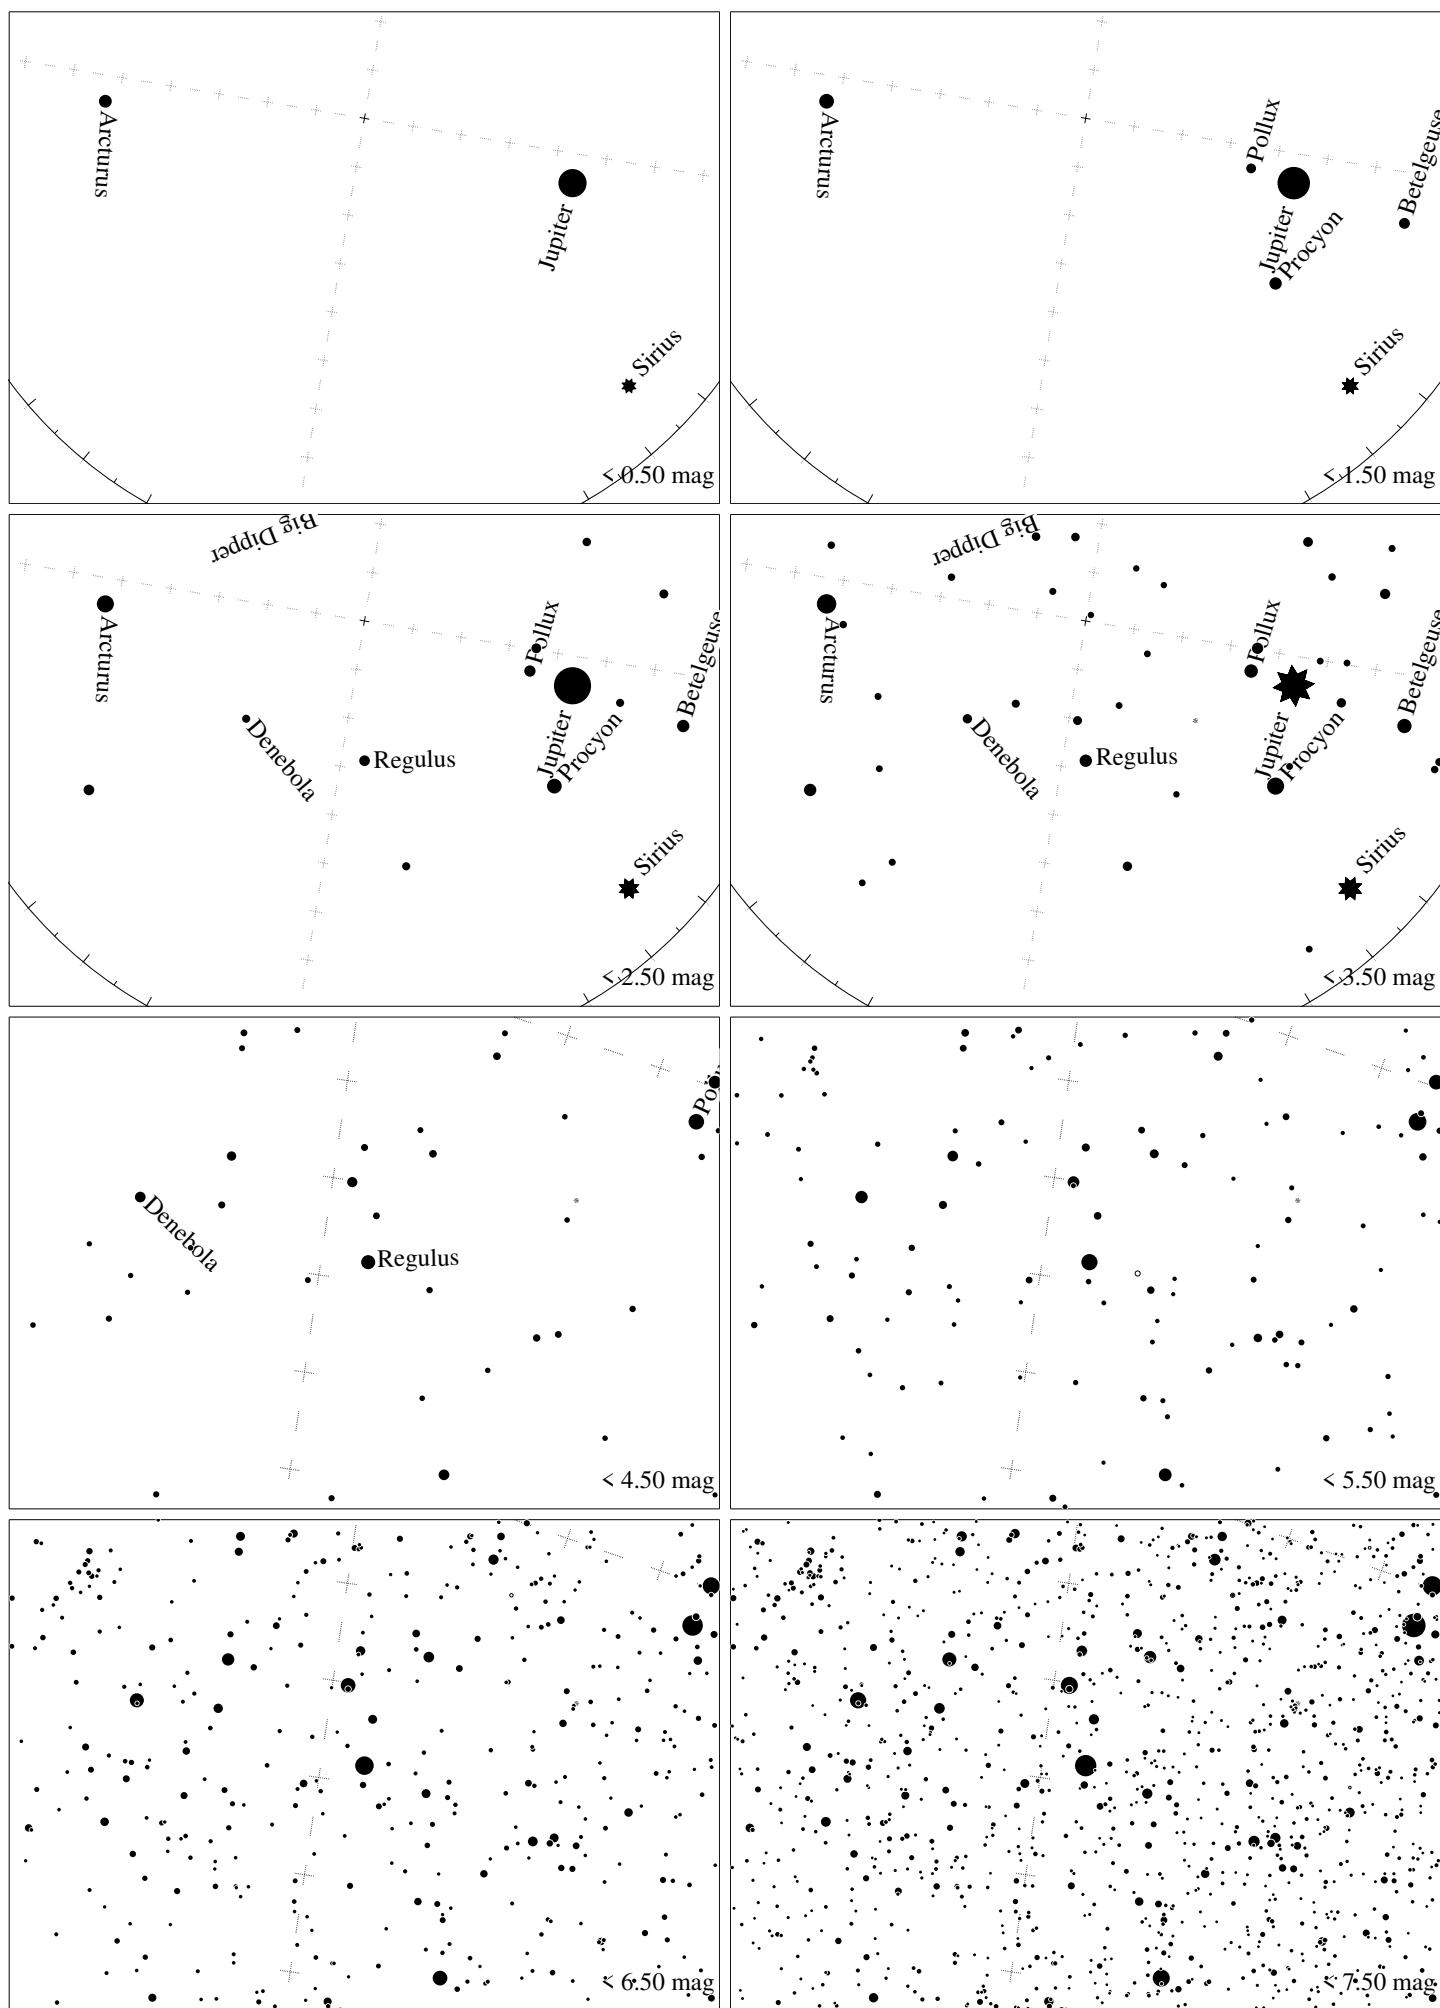 Arcturus
Jupiter
Sirius
< 0.50 mag
Arcturus
Pollux
Betelgeuse
Jupiter
Procyon
Sirius
< 1.50 mag
Big Dipper
Arcturus
Pollux
Betelgeuse
Denebola
Regulus
Jupiter
Procyon
Sirius
< 2.50 mag
Big Dipper
Arcturus
Pollux
Betelgeuse
Denebola
Regulus
Jupiter
Procyon
Sirius
< 3.50 mag
Denebola
Regulus
< 4.50 mag
< 5.50 mag
< 6.50 mag
< 7.50 mag